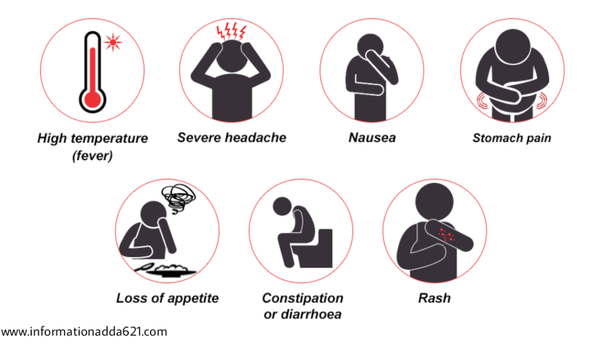 High temperature
(fever)
Severe headache
Nausea
Stomach pain
Loss of appetite
Constipation
or diarrhoea
Rash
www.informationadda621.com